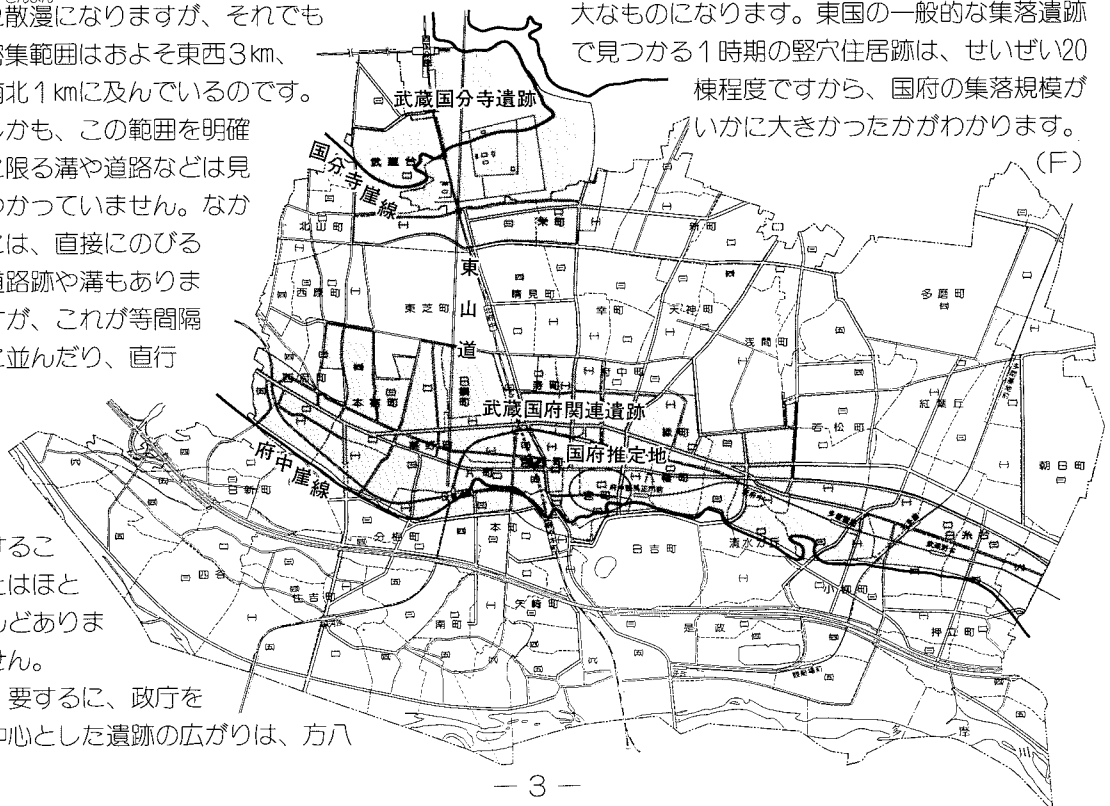 散漫になりますが、それでも
密集範囲はおよそ東西3㎞、
南北1㎞に及んでいるのです。
しかも、この範囲を明確
に限る溝や道路などは見
つかっていません。なか
には、直接にのびる
道路跡や溝もありま
すが、これが等間隔
に並んだり、直行
するこ
とはほと
んどありま
せん。
要するに、政庁を
中心とした遺跡の広がりは、方八
大なものになります。東国の一般的な集落遺跡
で見つかる1時期の竪穴住居跡は、せいぜい20
棟程度ですから、国府の集落規模が
いかに大きかったかがわかります。
(F)
武蔵国分寺遺跡
武蔵台
国分寺崖線
北山町
栄町
新町
東山道
西原町
東芝町
晴見町
幸町
天神町
多磨町
浅間町
府中町
西府町
本宿町
武蔵国府関連遺跡
緑町
若松町
紅葉丘
国府推定地
朝日町
府中崖線
宮町
日新町
本町
日吉町
清水が丘
白糸台
四谷
住吉町
矢崎町
小柳町
南町
是政
押立町
多摩川
— 3 —